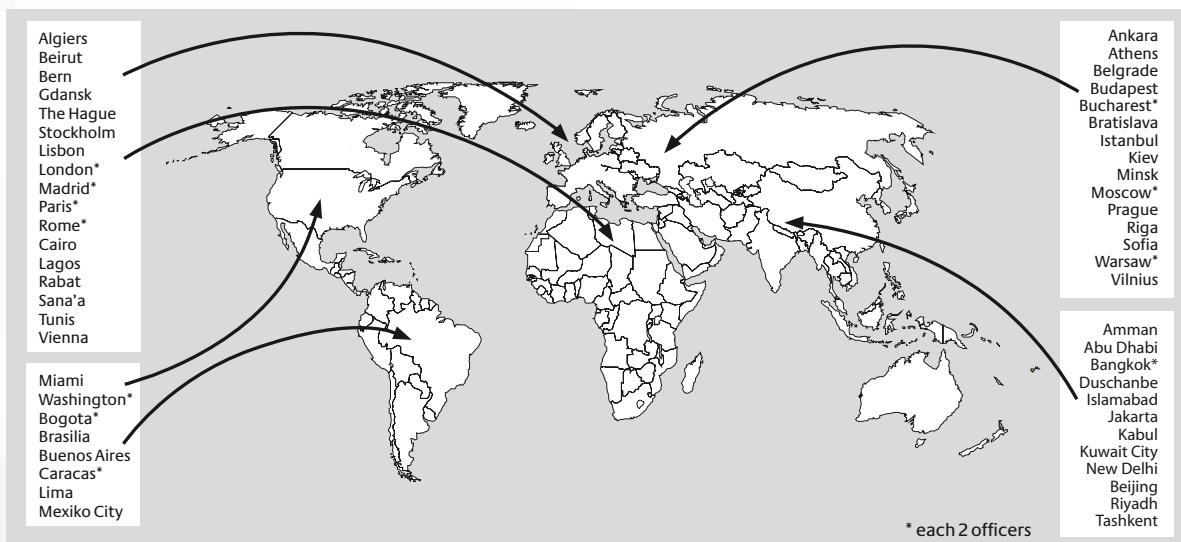 Algiers
Beirut
Bern
Gdansk
The Hague
Stockholm
Lisbon
London*
Madrid*
Paris*
Rome*
Cairo
Lagos
Rabat
Sana’a
Tunis
Vienna
Miami
Washington*
Bogota*
Brasilia
Buenos Aires
Caracas*
Lima
Mexiko City
Ankara
Athens
Belgrade
Budapest
Bucharest*
Bratislava
Istanbul
Kiev
Minsk
Moscow*
Prague
Riga
Sofia
Warsaw*
Vilnius
Amman
Abu Dhabi
Bangkok*
Duschanbe
Islamabad
Jakarta
Kabul
Kuwait City
New Delhi
Beijing
Riyadh
Tashkent
* each 2 officers